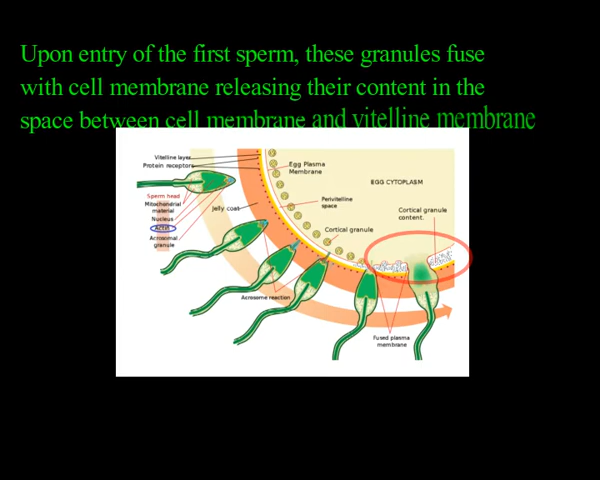 Upon entry of the first sperm, these granules fuse
with cell membrane releasing their content in the
space between cell membrane and vitelline membrane
Vitelline layer
Protein receptors
Egg Plasma
Membrane
EGG CYTOPLASM
Sperm head
Mitochondrial
material
Nucleus
Actin
Acrosomal
granule
Jelly coat
Perivitelline
space
Cortical granule
Cortical granule
content.
Acrosome reaction
Fused plasma
membrane